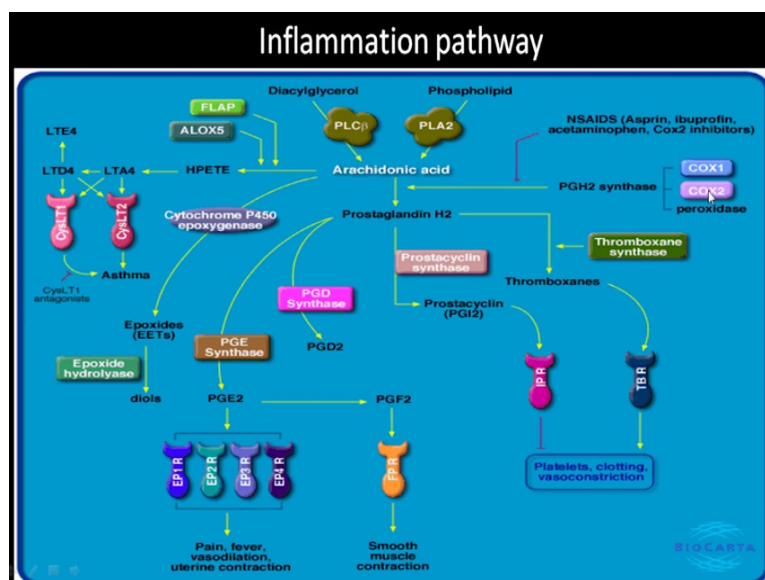 Inflammation pathway
Diacylglycerol
Phospholipid
FLAP
ALOX5
PLCβ
PLA2
NSAIDS (Asprin, ibuprofin,
acetaminophen, Cox2 inhibitors)
LTE4
LTD4
LTA4
HPETE
Arachidonic acid
COX1
PGH2 synthase
COX2
peroxidase
CysLT1
CysLT2
Cytochrome P450
epoxygenase
Prostaglandin H2
Thromboxane
synthase
Prostacyclin
synthase
Asthma
CysLT1
antagonists
Thromboxanes
PGD
Synthase
Epoxides
(EETs)
Prostacyclin
(PGI2)
PGE
Synthase
PGD2
Epoxide
hydrolyase
IP R
TB R
diols
PGE2
PGF2
EP1 R
EP2 R
EP3 R
EP4 R
FP R
Platelets, clotting,
vasoconstriction
Pain, fever,
vasodilation,
uterine contraction
Smooth
muscle
contraction
BIOCARTA